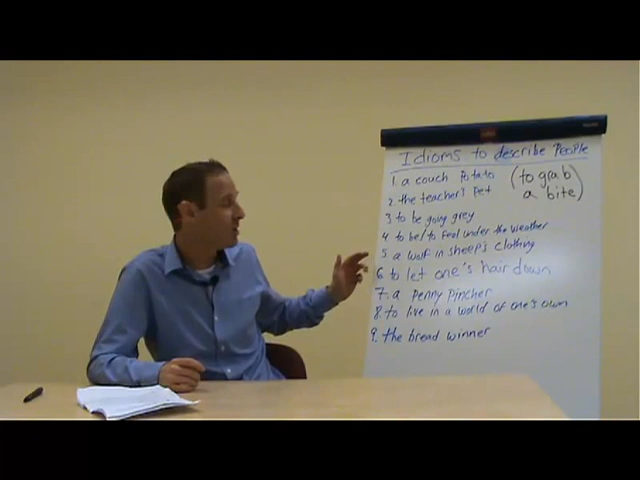 Idioms to describe People
1. a couch potato
2. the teacher's pet
(to grab
a bite)
3 to be going grey
4 to be/to feel under the weather
5 a wolf in sheep's clothing
6. to let one's hair down
7. a Penny Pincher
8. to live in a world of one's own
9. the bread winner